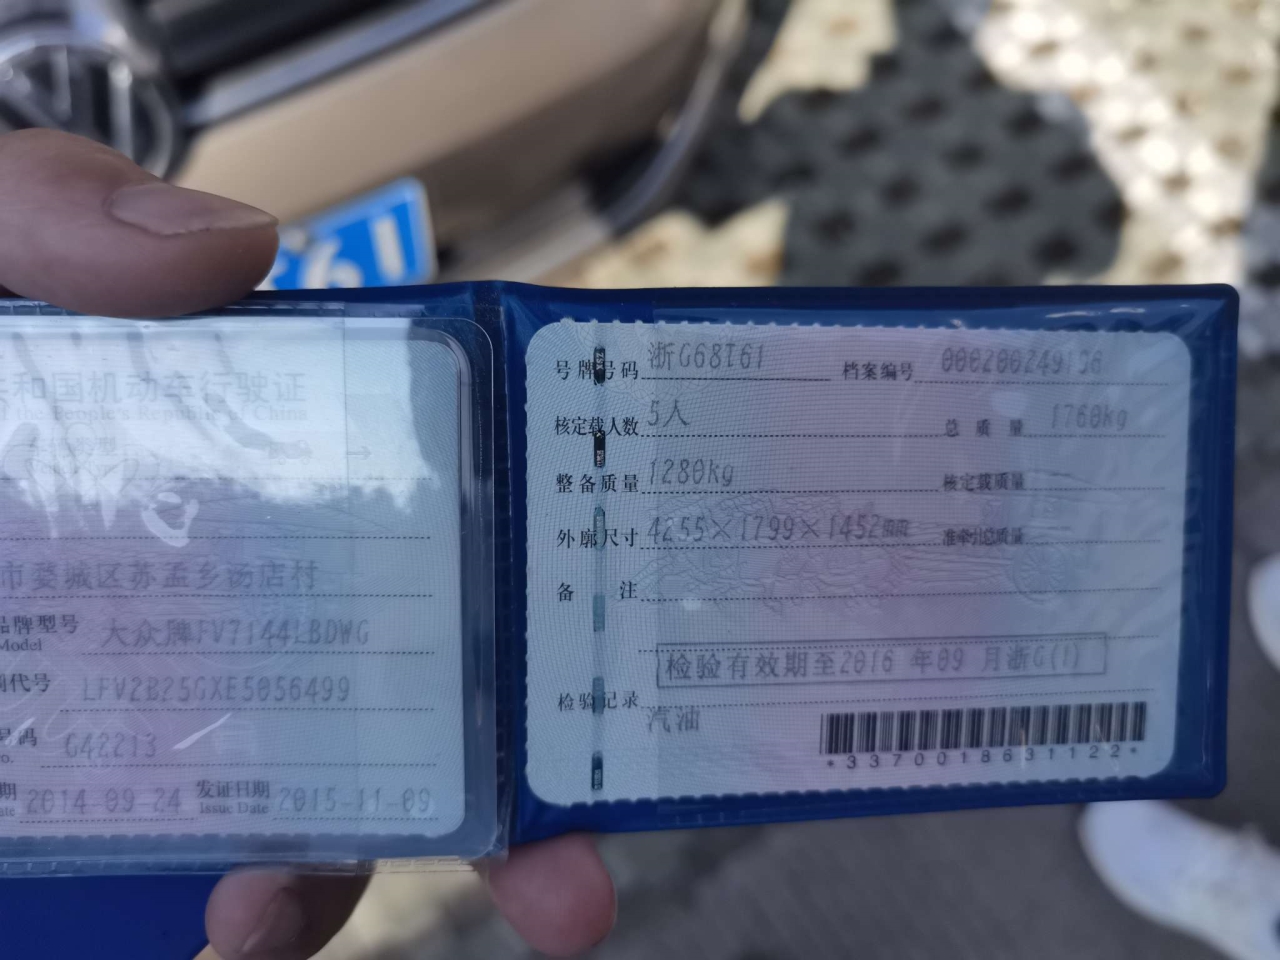 共和国机动车行驶证
of the People's Republic of China
市婺城区苏孟乡汤店村
品牌型号 大众牌FV7144LBDWG
Model
LFV2B25GXE5056499
号码 G42213
2014-09-24 发证日期 2015-11-09
Issue Date
号牌号码 浙G68T61 档案编号
核定载人数 5人 总质量 1760kg
整备质量 1280kg 核定载质量
外廓尺寸 4255×1799×1452mm 准牵引总质量
备注
检验有效期至2016年09月浙G(1)
检验记录
汽油
*3370018631122*